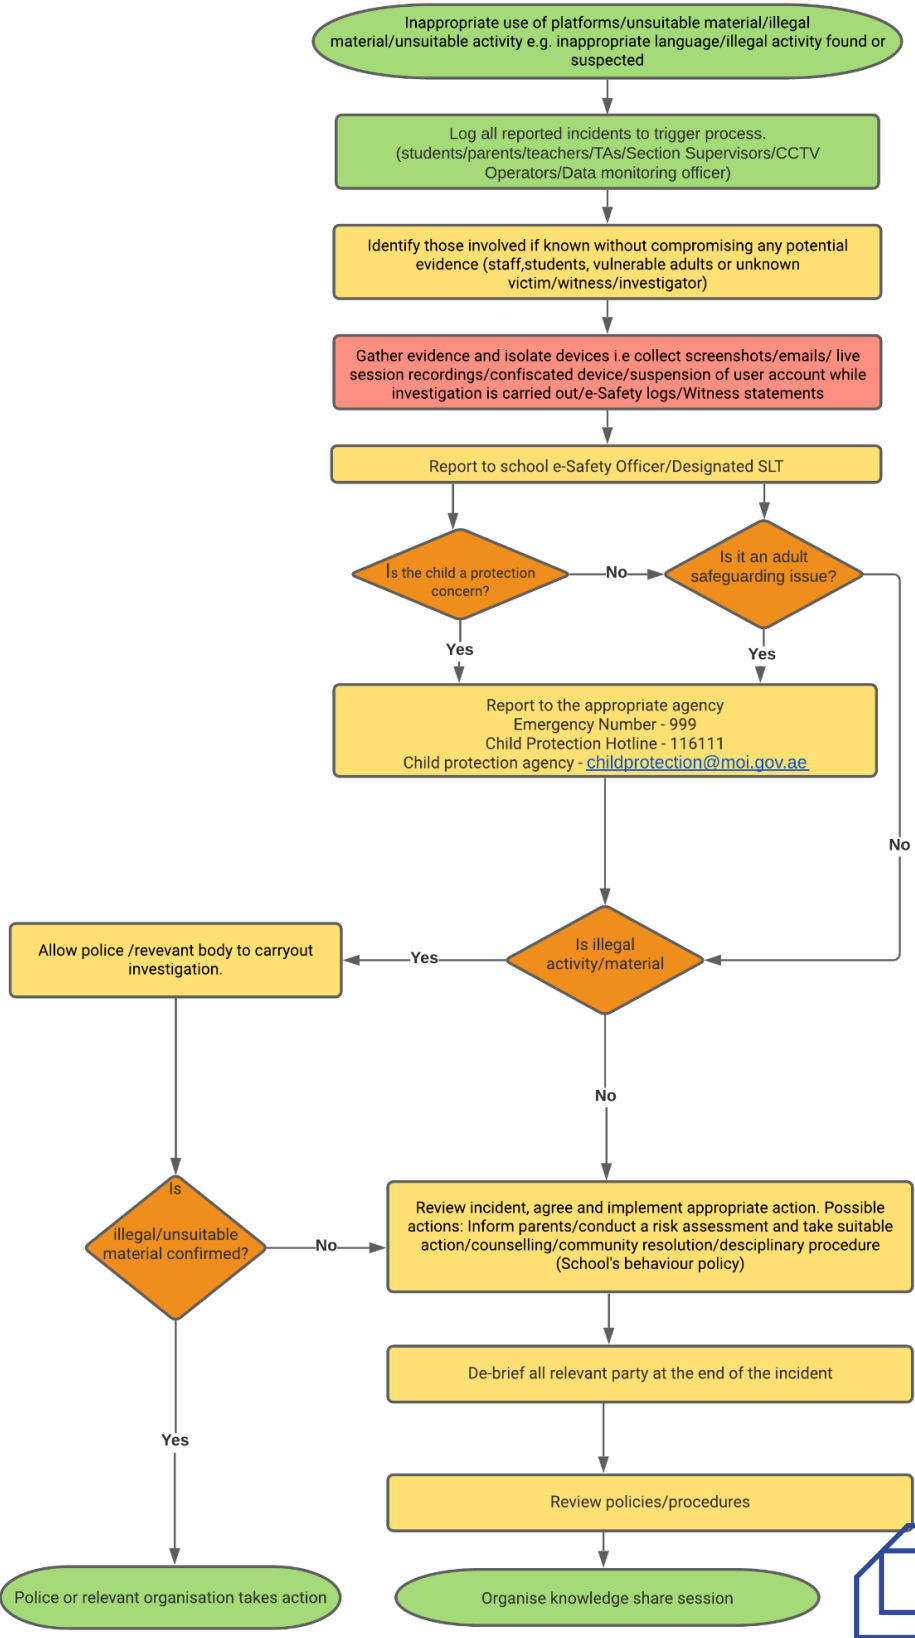 Inappropriate use of platforms/unsuitable material/illegal
material/unsuitable activity e.g. inappropriate language/illegal activity found or
suspected
Log all reported incidents to trigger process.
(students/parents/teachers/TAs/Section Supervisors/CCTV
Operators/Data monitoring officer)
Identify those involved if known without compromising any potential
evidence (staff,students, vulnerable adults or unknown
victim/witness/investigator)
Gather evidence and isolate devices i.e collect screenshots/emails/ live
session recordings/confiscated device/suspension of user account while
investigation is carried out/e-Safety logs/Witness statements
Report to school e-Safety Officer/Designated SLT
Is the child a protection
concern?
No
Is it an adult
safeguarding issue?
Yes
Yes
Report to the appropriate agency
Emergency Number - 999
Child Protection Hotline - 116111
Child protection agency - childprotection@moi.gov.ae
No
Is illegal
activity/material
Yes
Allow police /revevant body to carryout
investigation.
No
Is
illegal/unsuitable
material confirmed?
No
Review incident, agree and implement appropriate action. Possible
actions: Inform parents/conduct a risk assessment and take suitable
action/counselling/community resolution/desciplinary procedure
(School's behaviour policy)
De-brief all relevant party at the end of the incident
Yes
Review policies/procedures
Police or relevant organisation takes action
Organise knowledge share session